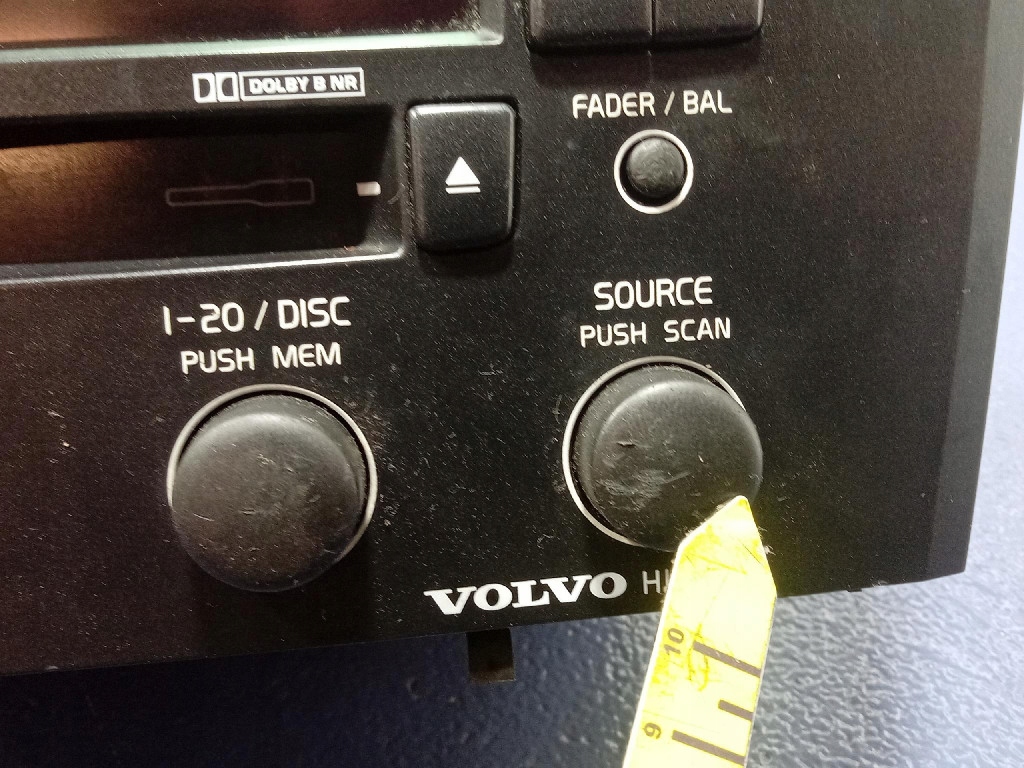 DOLBY B NR
FADER / BAL
1-20 / DISC
PUSH MEM
SOURCE
PUSH SCAN
VOLVO
10
9